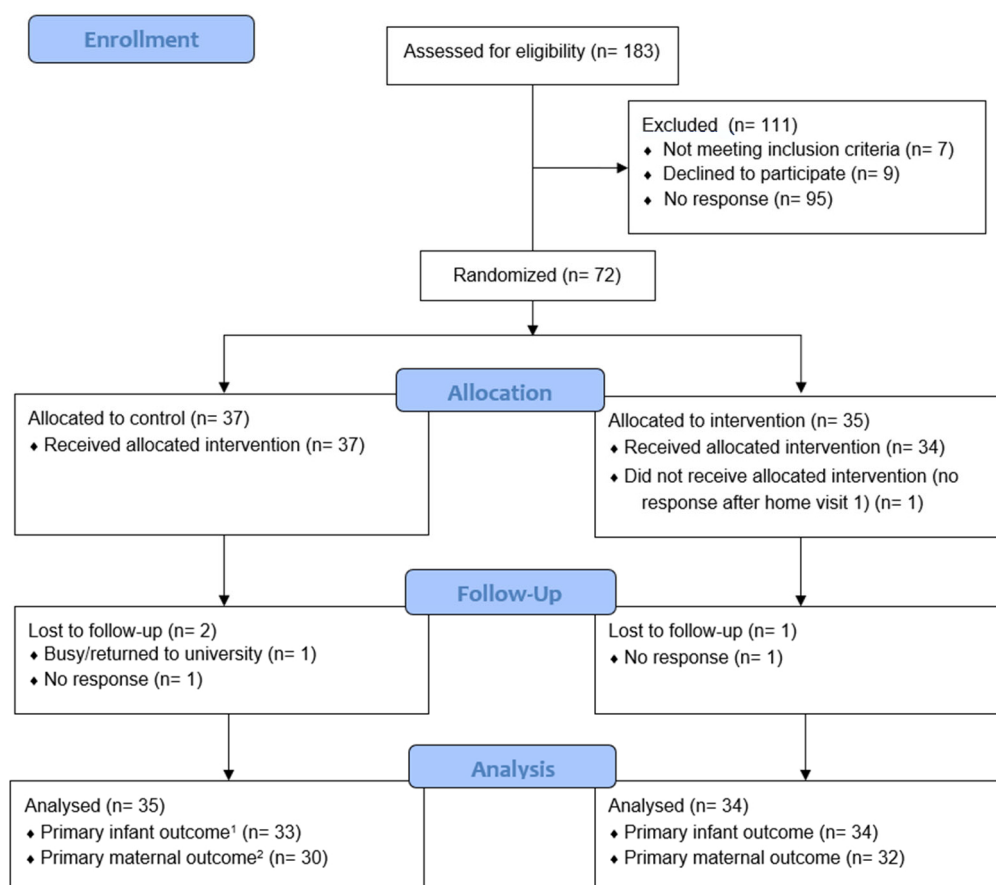 Enrollment
Assessed for eligibility (n= 183)
Excluded (n= 111)
♦ Not meeting inclusion criteria (n= 7)
♦ Declined to participate (n= 9)
♦ No response (n= 95)
Randomized (n= 72)
Allocation
Allocated to control (n= 37)
♦ Received allocated intervention (n= 37)
Allocated to intervention (n= 35)
♦ Received allocated intervention (n= 34)
♦ Did not receive allocated intervention (no
response after home visit 1) (n= 1)
Follow-Up
Lost to follow-up (n= 2)
♦ Busy/returned to university (n= 1)
♦ No response (n= 1)
Lost to follow-up (n= 1)
♦ No response (n= 1)
Analysis
Analysed (n= 35)
♦ Primary infant outcome¹ (n= 33)
♦ Primary maternal outcome² (n= 30)
Analysed (n= 34)
♦ Primary infant outcome (n= 34)
♦ Primary maternal outcome (n= 32)